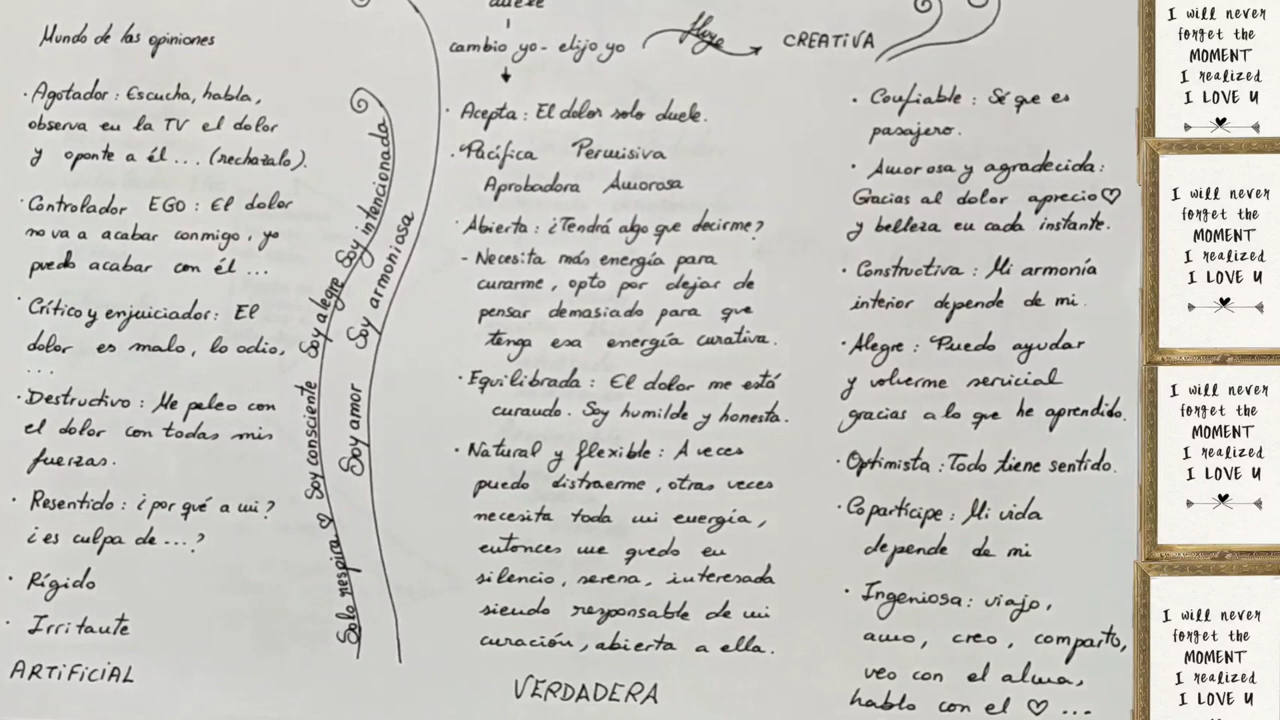 Mundo de las opiniones
· Agotador : Escucha, habla,
observa en la TV el dolor
y oponte a él ... (rechazalo).
· Controlador EGO : El dolor
no va a acabar conmigo, yo
puedo acabar con él ...
· Crítico y enjuiciador: El
dolor es malo, lo odio,
...
· Destructivo : Me peleo con
el dolor con todas mis
fuerzas.
· Resentido : ¿por qué a mi?
¿es culpa de ...?
· Rígido
· Irritante
ARTIFICIAL
Solo respira ♡ Soy consciente Soy alegre Soy intencionada
Soy amor Soy armoniosa
duele
cambio yo - elijo yo
fluyo
CREATIVA
· Acepta : El dolor solo duele.
· Pacífica Permisiva
Aprobadora Amorosa
· Abierta : ¿Tendrá algo que decirme?
- Necesita más energía para
curarme, opto por dejar de
pensar demasiado para que
tenga esa energía curativa.
· Equilibrada : El dolor me está
curando. Soy humilde y honesta.
· Natural y flexible : A veces
puedo distraerme, otras veces
necesita toda mi energía,
entonces me quedo en
silencio, serena, interesada
siendo responsable de mi
curación, abierta a ella.
VERDADERA
· Confiable : Sé que es
pasajero.
· Amorosa y agradecida :
Gracias al dolor aprecio ♡
y belleza en cada instante.
· Constructiva : Mi armonía
interior depende de mi.
· Alegre : Puedo ayudar
y volverme servicial
gracias a lo que he aprendido.
· Optimista : Todo tiene sentido.
· Copartícipe : Mi vida
depende de mi
· Ingeniosa : viajo,
amo, creo, comparto,
veo con el alma,
hablo con el ♡ ...
I will never
forget the
MOMENT
I realized
I LOVE U
I will never
forget the
MOMENT
I realized
I LOVE U
I will never
forget the
MOMENT
I realized
I LOVE U
I will never
forget the
MOMENT
I realized
I LOVE U